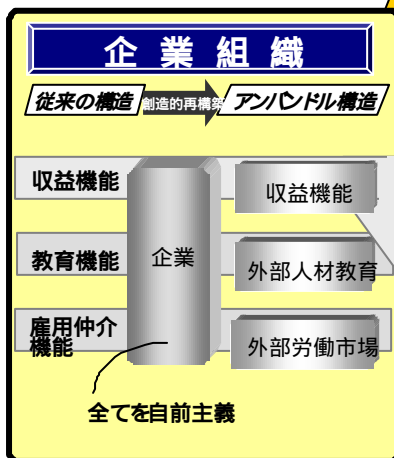 企業組織
従来の構造 創造的再構築 アンバンドル構造
収益機能
教育機能
雇用仲介
機能
企業
収益機能
外部人材教育
外部労働市場
全てを自前主義